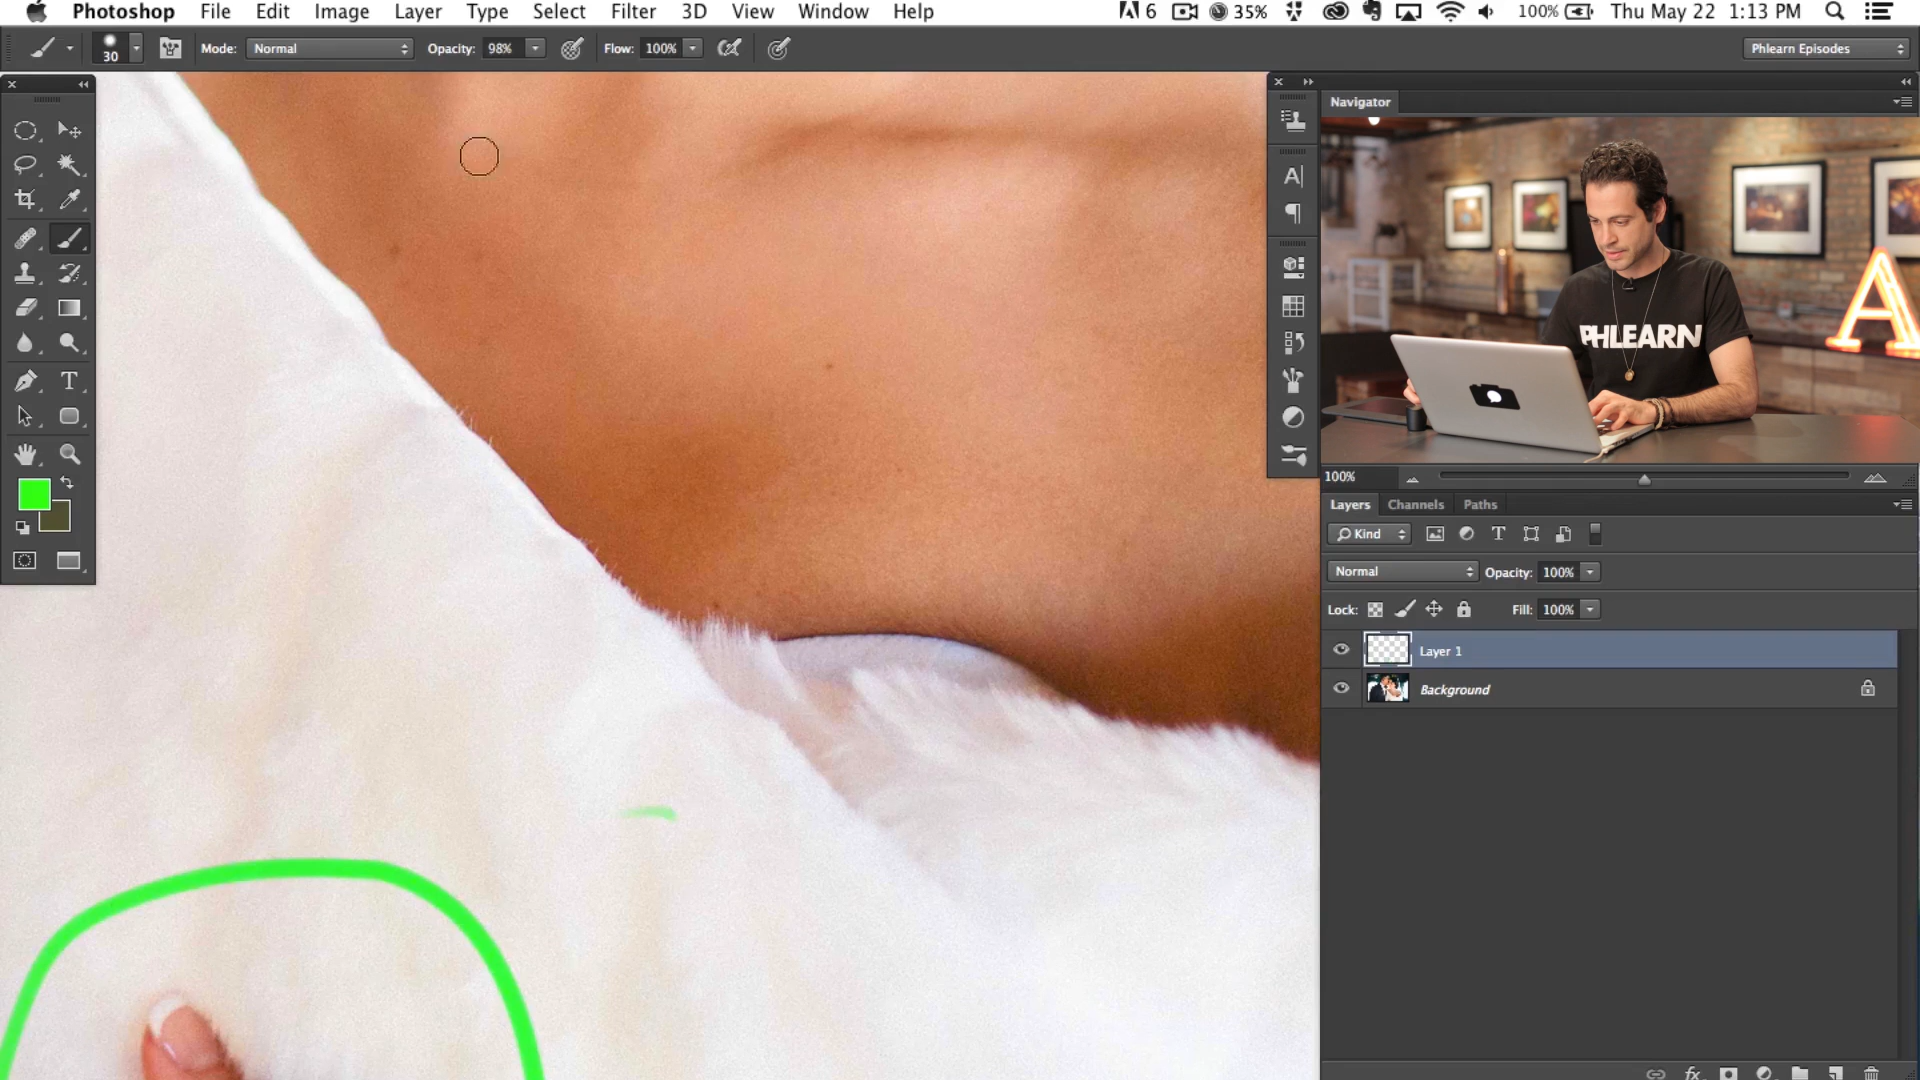 Photoshop File Edit Image Layer Type Select Filter 3D View Window Help 6 35% 100% Thu May 22 1:13 PM
30 Mode: Normal Opacity: 98% Flow: 100% Phlearn Episodes
Navigator
PHLEARN
A
A
T
100%
Layers Channels Paths
Kind T
Normal Opacity: 100%
Lock: Fill: 100%
Layer 1
Background
fx